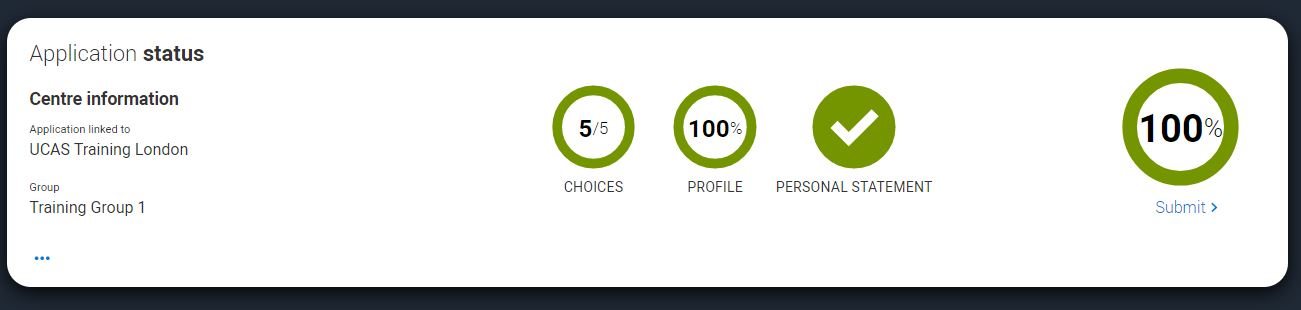 Application status
Centre information
Application linked to
UCAS Training London
Group
Training Group 1
5/5
CHOICES
100%
PROFILE
PERSONAL STATEMENT
100%
Submit